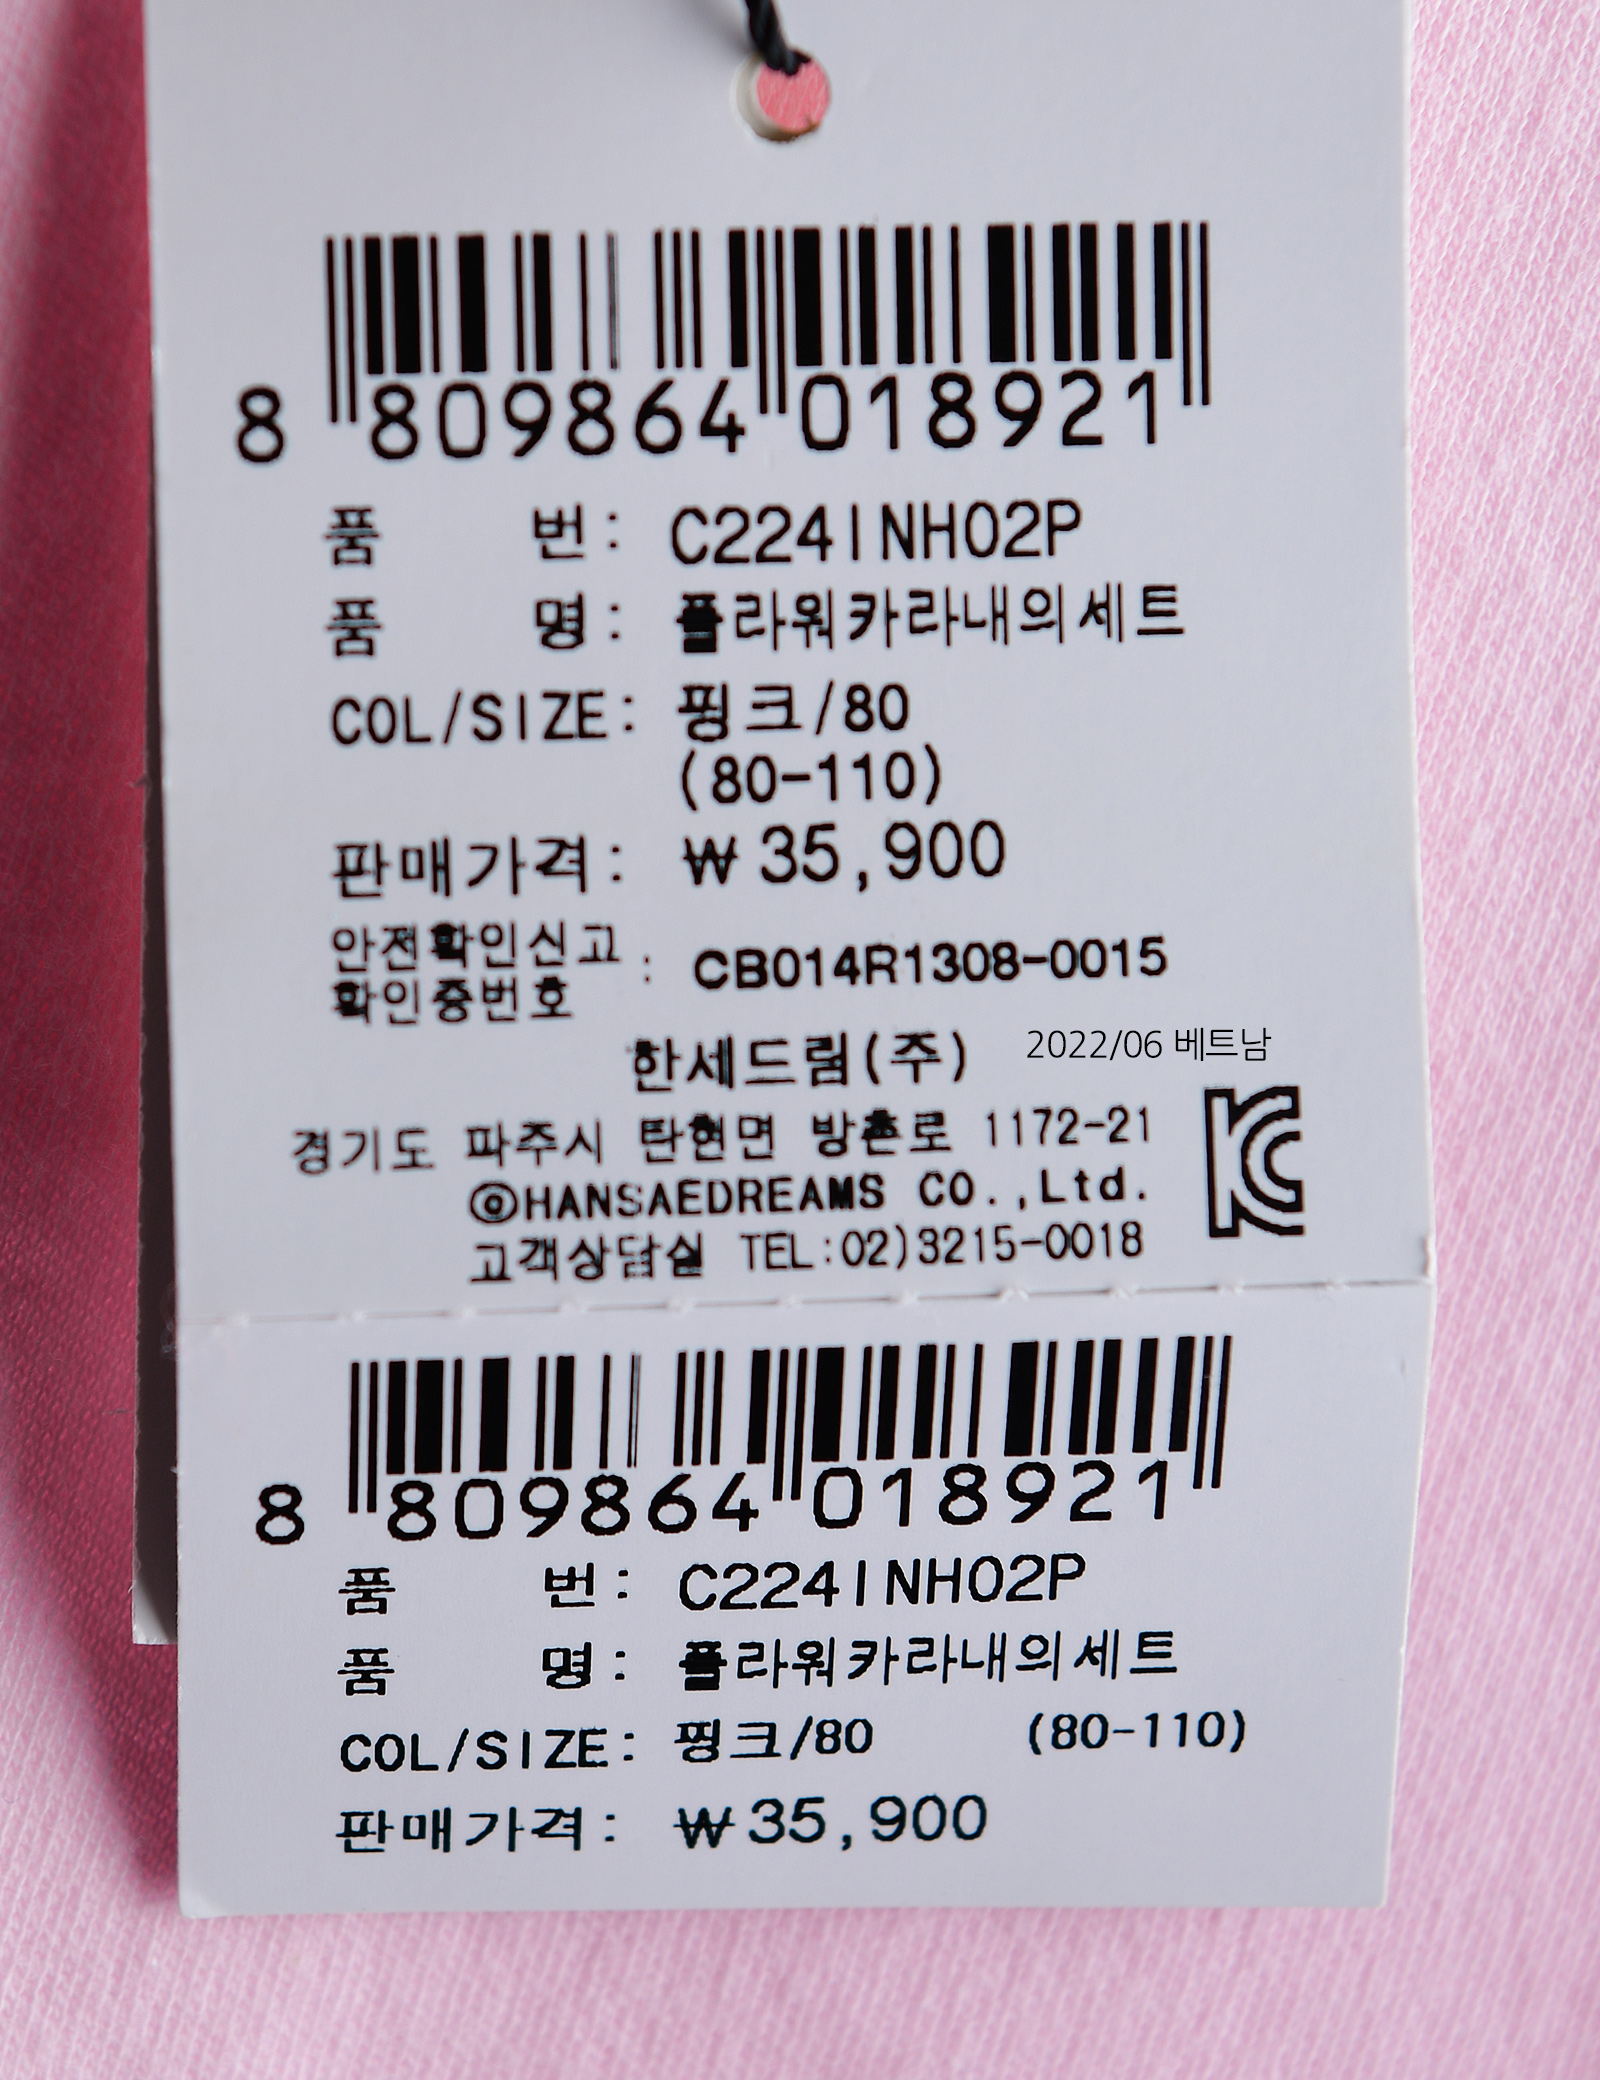 8 809864 018921
품 번: C224INH02P
품 명: 플라워카라내의세트
COL/SIZE: 핑크/80
(80-110)
판매가격: ₩35,900
안전확인신고
확인증번호 : CB014R1308-0015
한세드림(주) 2022/06 베트남
경기도 파주시 탄현면 방촌로 1172-21
ⓒHANSAEDREAMS CO.,Ltd.
고객상담실 TEL:02)3215-0018
8 809864 018921
품 번: C224INH02P
품 명: 플라워카라내의세트
COL/SIZE: 핑크/80 (80-110)
판매가격: ₩35,900